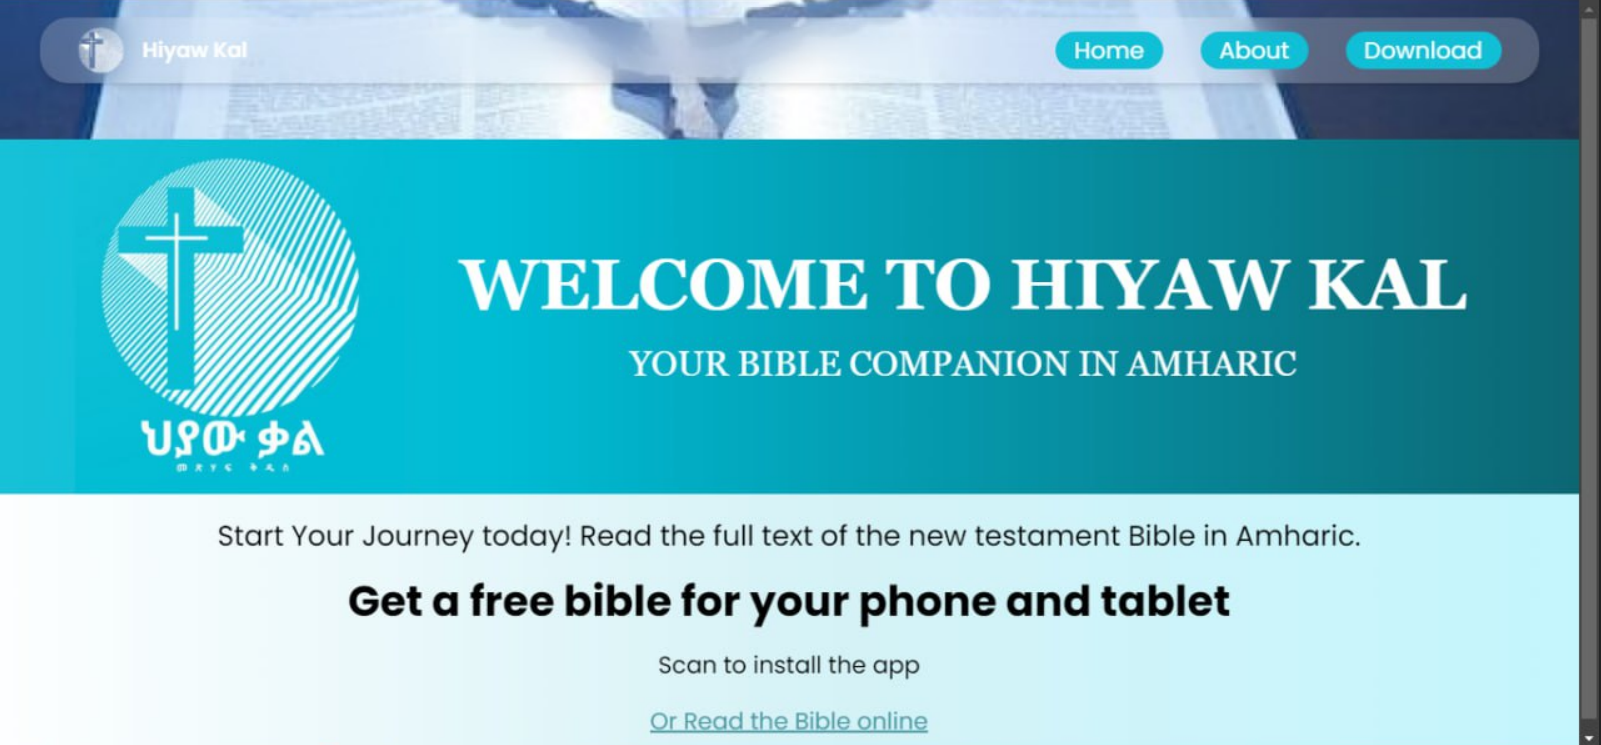 Hiyaw Kal
Home About Download
ህያው ቃል
መጽሃፍ ቅዱስ
WELCOME TO HIYAW KAL
YOUR BIBLE COMPANION IN AMHARIC
Start Your Journey today! Read the full text of the new testament Bible in Amharic.
Get a free bible for your phone and tablet
Scan to install the app
Or Read the Bible online